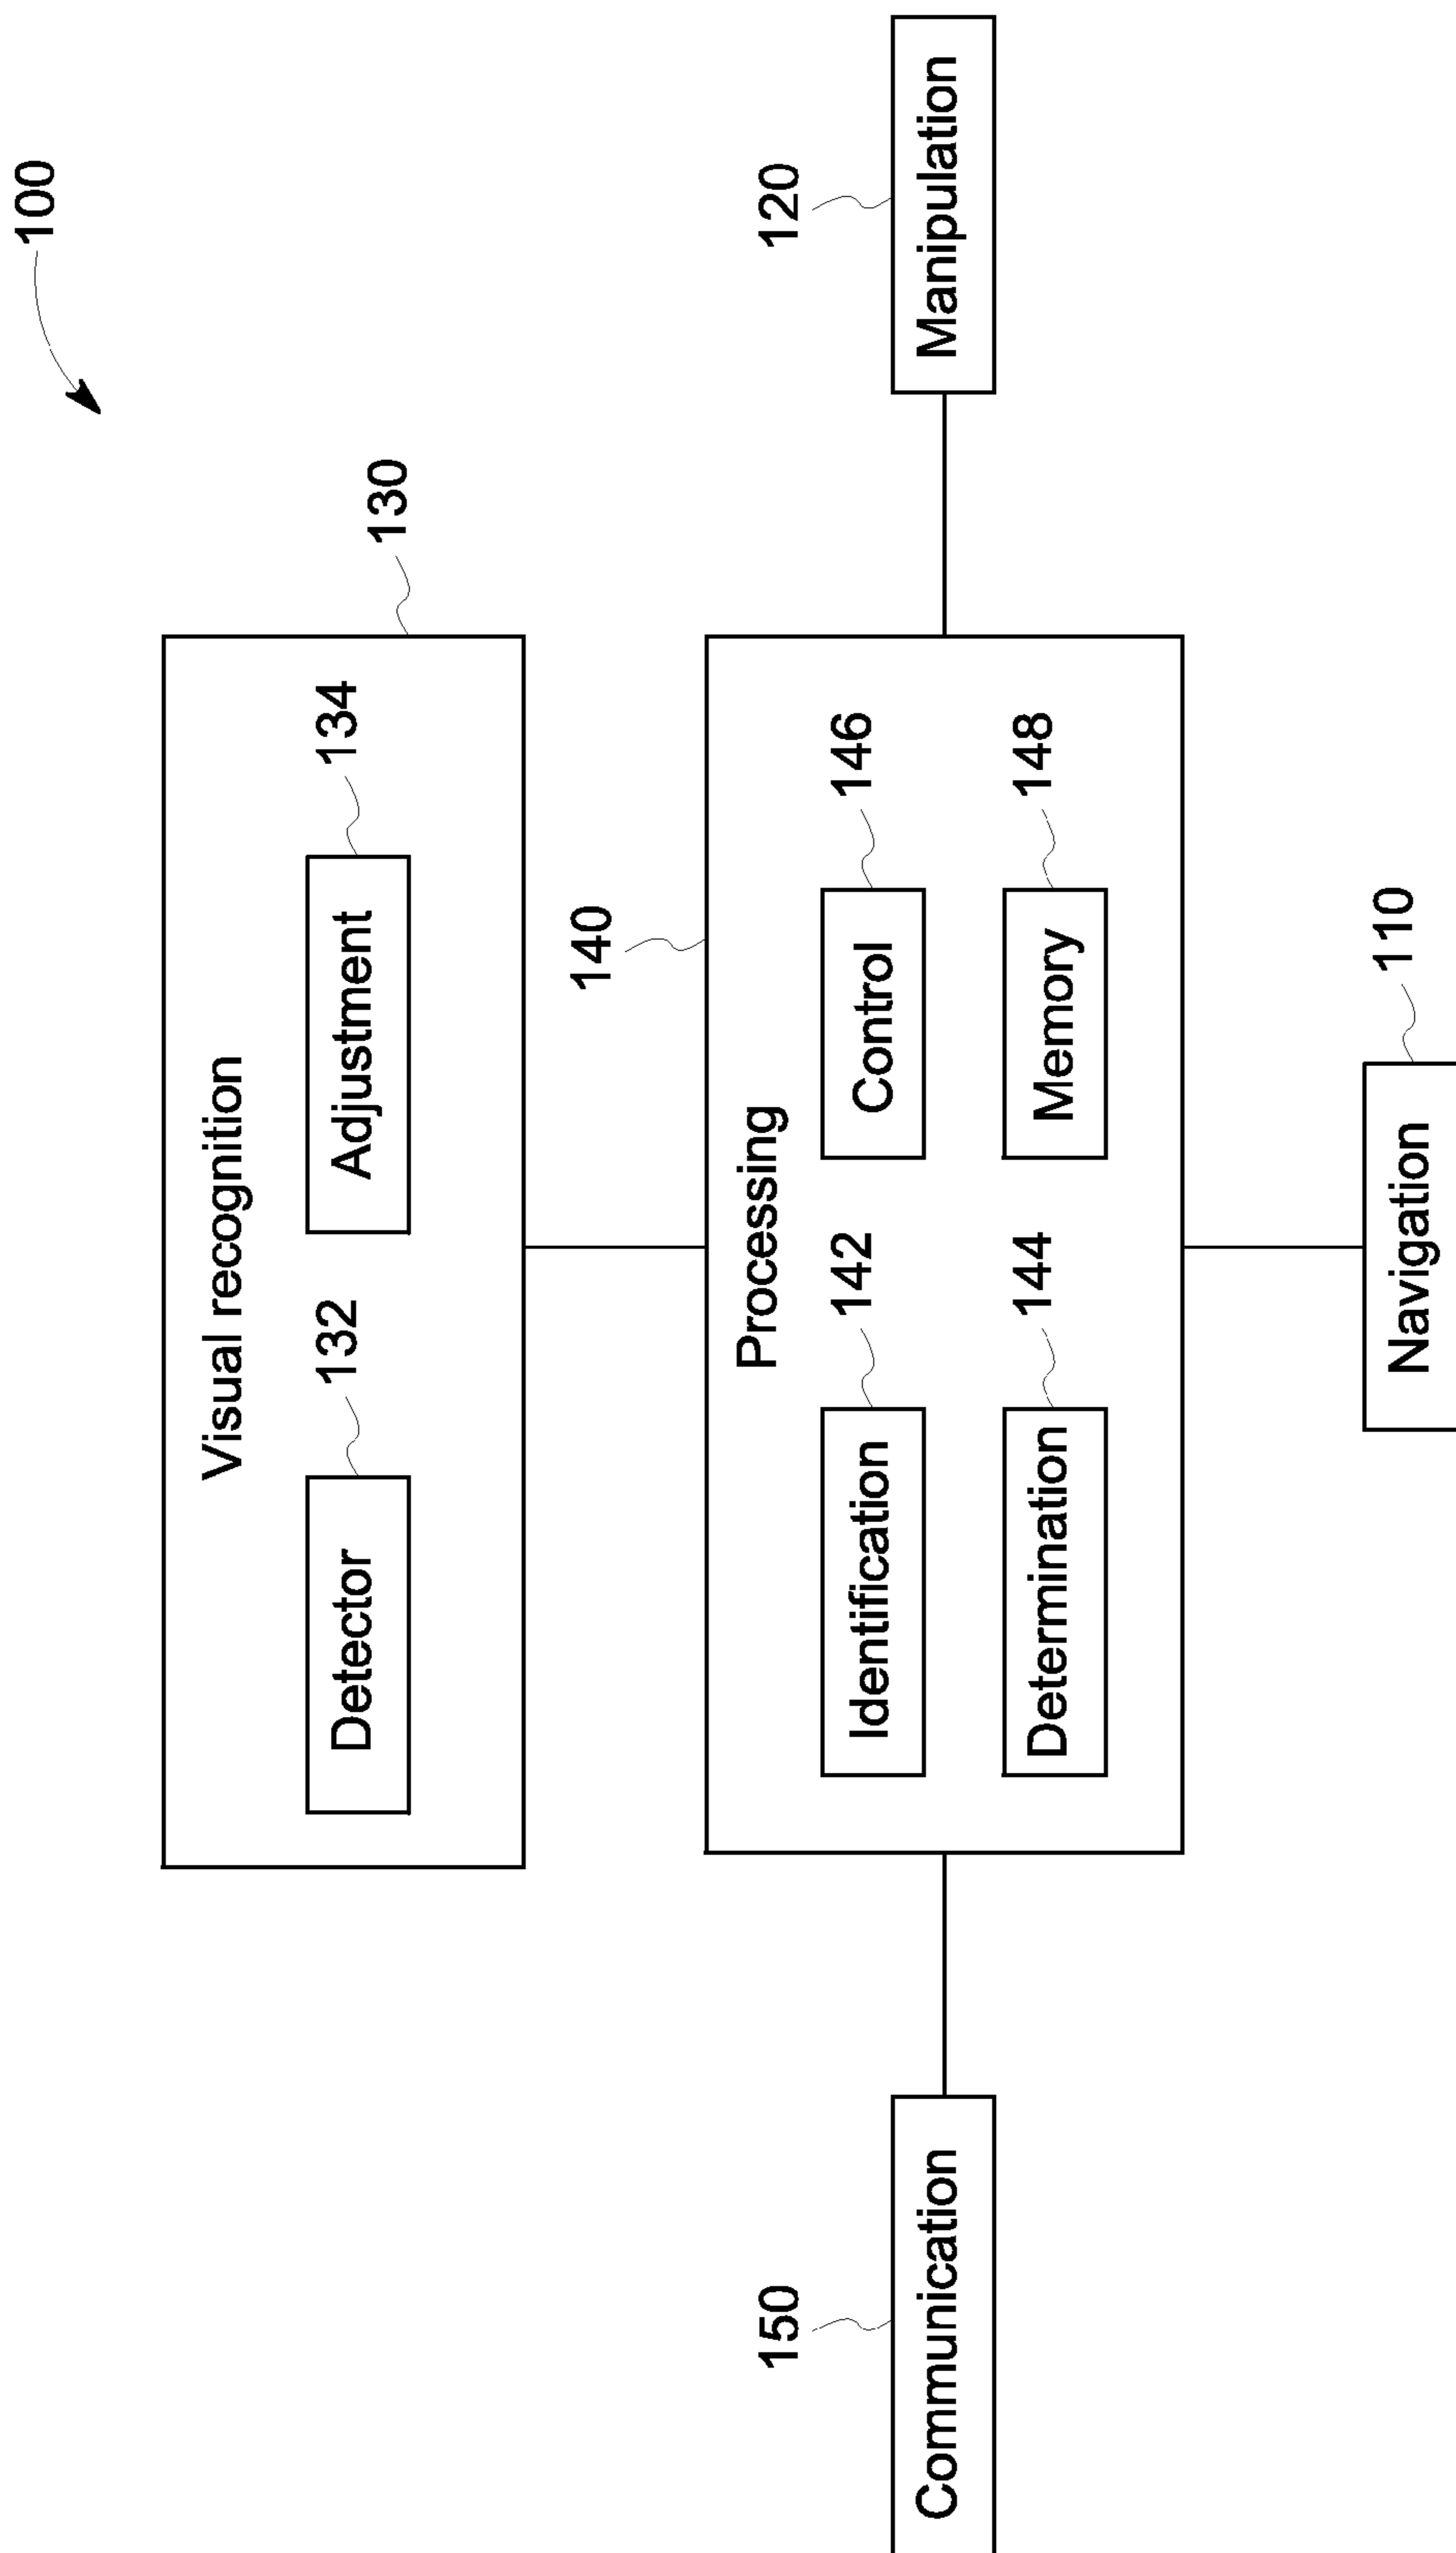 100
Visual recognition
130
132
134
Detector
Adjustment
140
Processing
142
146
Identification
Control
144
148
Determination
Memory
150
120
Communication
Manipulation
110
Navigation